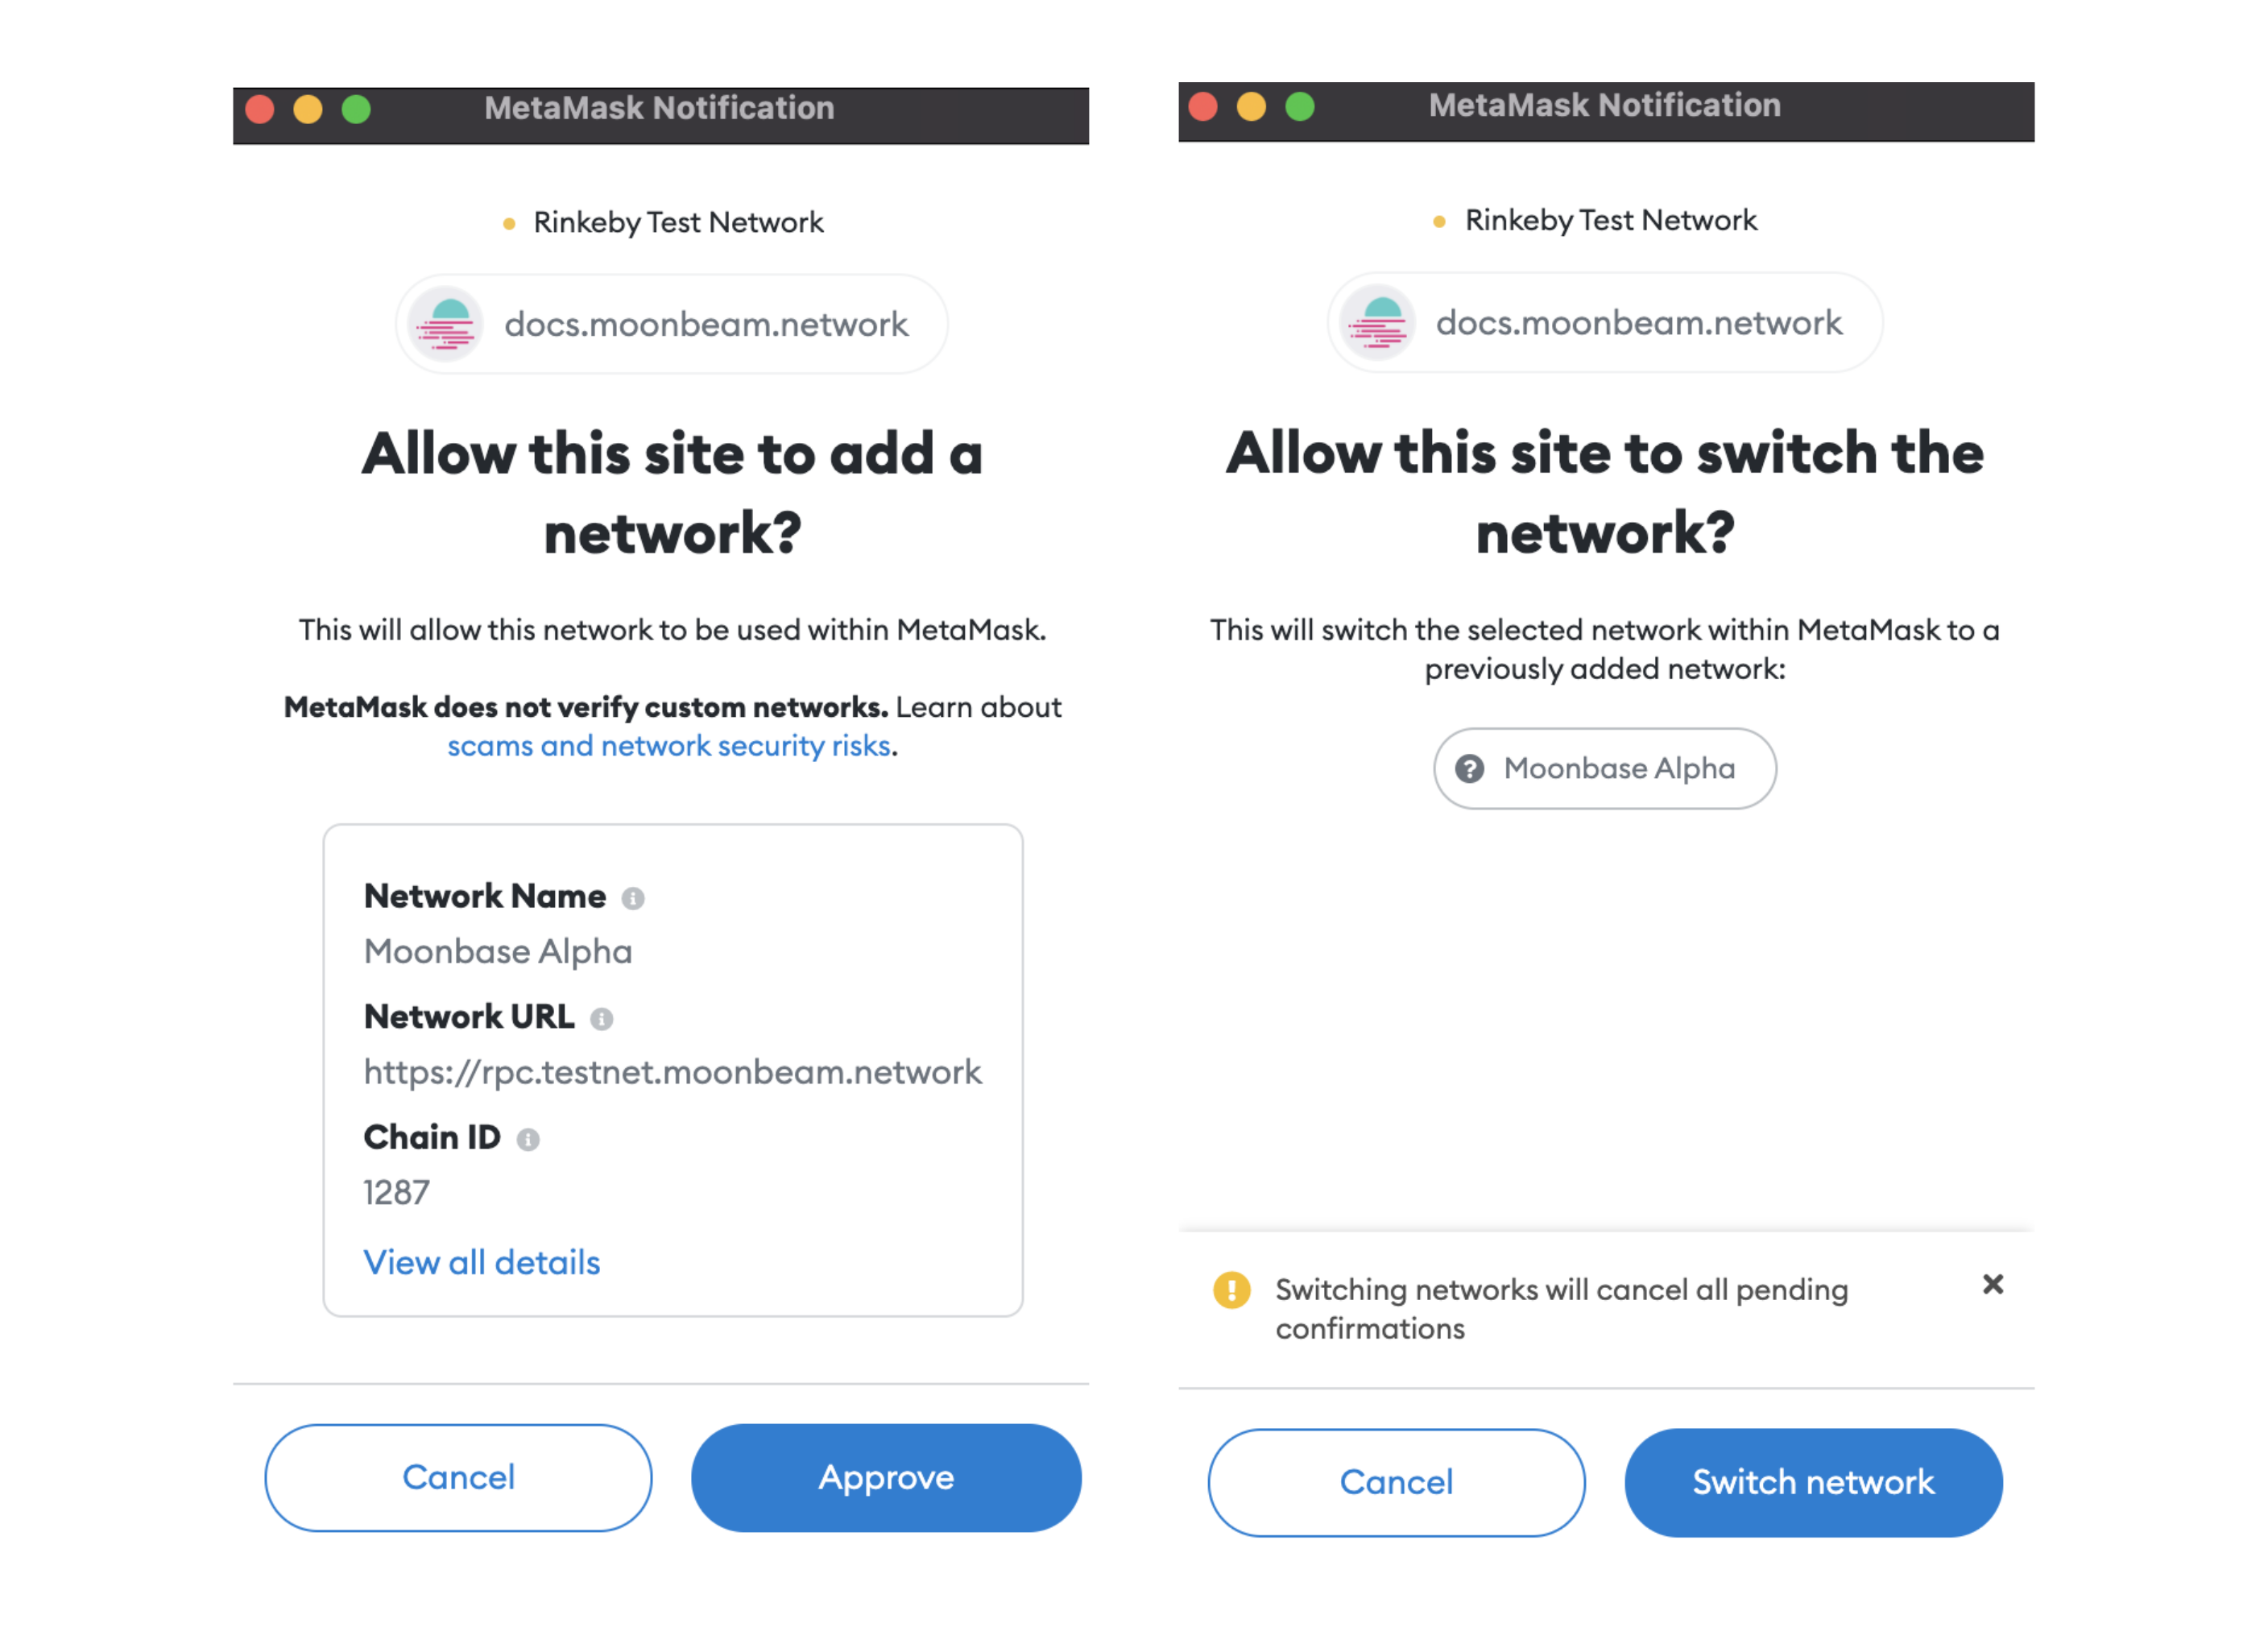 MetaMask Notification
Rinkeby Test Network
docs.moonbeam.network
Allow this site to add a
network?
This will allow this network to be used within MetaMask.
MetaMask does not verify custom networks. Learn about
scams and network security risks.
Network Name
Moonbase Alpha
Network URL
https://rpc.testnet.moonbeam.network
Chain ID
1287
View all details
Cancel
Approve
MetaMask Notification
Rinkeby Test Network
docs.moonbeam.network
Allow this site to switch the
network?
This will switch the selected network within MetaMask to a
previously added network:
Moonbase Alpha
Switching networks will cancel all pending
confirmations
Cancel
Switch network